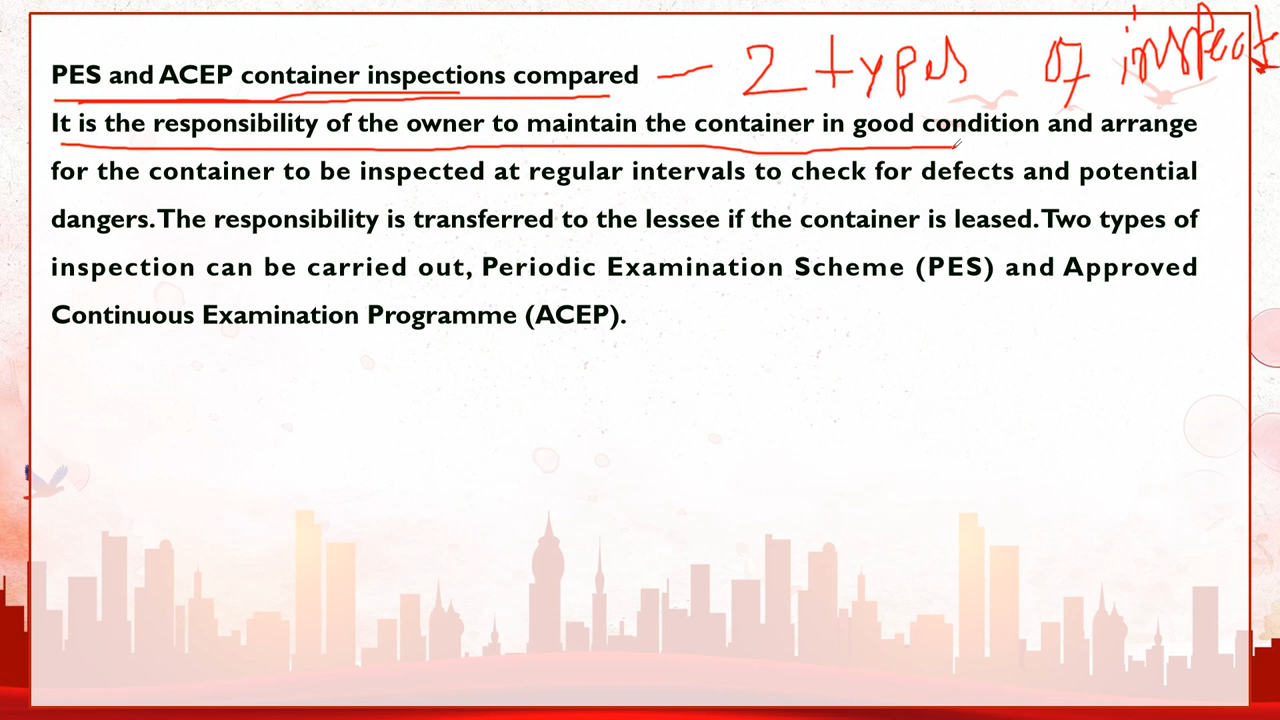 PES and ACEP container inspections compared — 2 types of inspect
It is the responsibility of the owner to maintain the container in good condition and arrange
for the container to be inspected at regular intervals to check for defects and potential
dangers. The responsibility is transferred to the lessee if the container is leased. Two types of
inspection can be carried out, Periodic Examination Scheme (PES) and Approved
Continuous Examination Programme (ACEP).